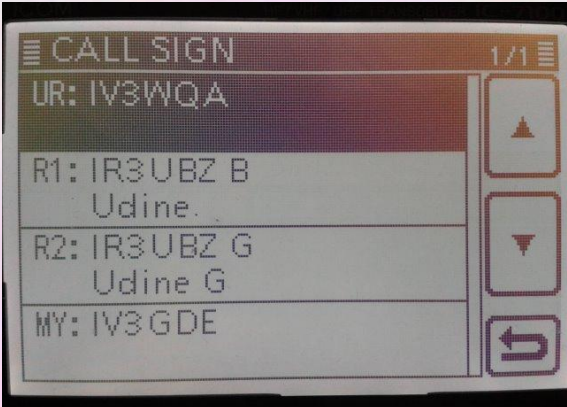 CALL SIGN 1/1
UR: IV3WQA
R1: IR3UBZ B
Udine
R2: IR3UBZ G
Udine G
MY: IV3GDE